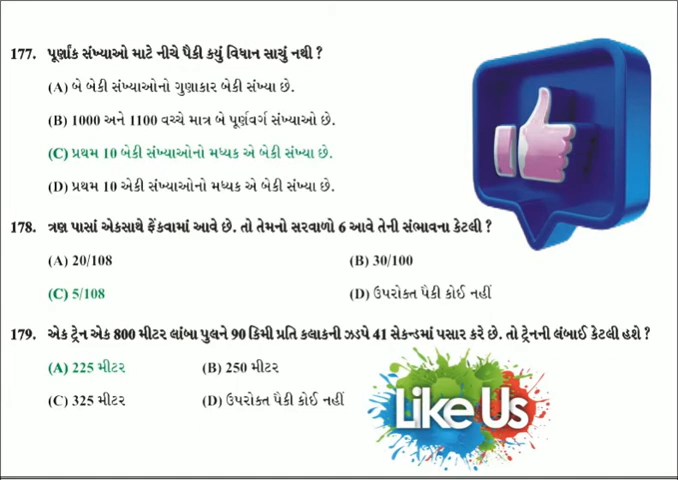 177. પૂર્ણાંક સંખ્યાઓ માટે નીચે પૈકી કયું વિધાન સાચું નથી ?
(A) બે બેકી સંખ્યાઓનો ગુણાકાર બેકી સંખ્યા છે.
(B) 1000 અને 1100 વચ્ચે માત્ર બે પૂર્ણવર્ગ સંખ્યાઓ છે.
(C) પ્રથમ 10 બેકી સંખ્યાઓનો મધ્યક એ બેકી સંખ્યા છે.
(D) પ્રથમ 10 એકી સંખ્યાઓનો મધ્યક એ બેકી સંખ્યા છે.
178. ત્રણ પાસાં એકસાથે ફેંકવામાં આવે છે. તો તેમનો સરવાળો 6 આવે તેની સંભાવના કેટલી ?
(A) 20/108 (B) 30/100
(C) 5/108 (D) ઉપરોક્ત પૈકી કોઈ નહીં
179. એક ટ્રેન એક 800 મીટર લાંબા પુલને 90 કિમી પ્રતિ કલાકની ઝડપે 41 સેકન્ડમાં પસાર કરે છે. તો ટ્રેનની લંબાઈ કેટલી હશે ?
(A) 225 મીટર (B) 250 મીટર
(C) 325 મીટર (D) ઉપરોક્ત પૈકી કોઈ નહીં
Like Us